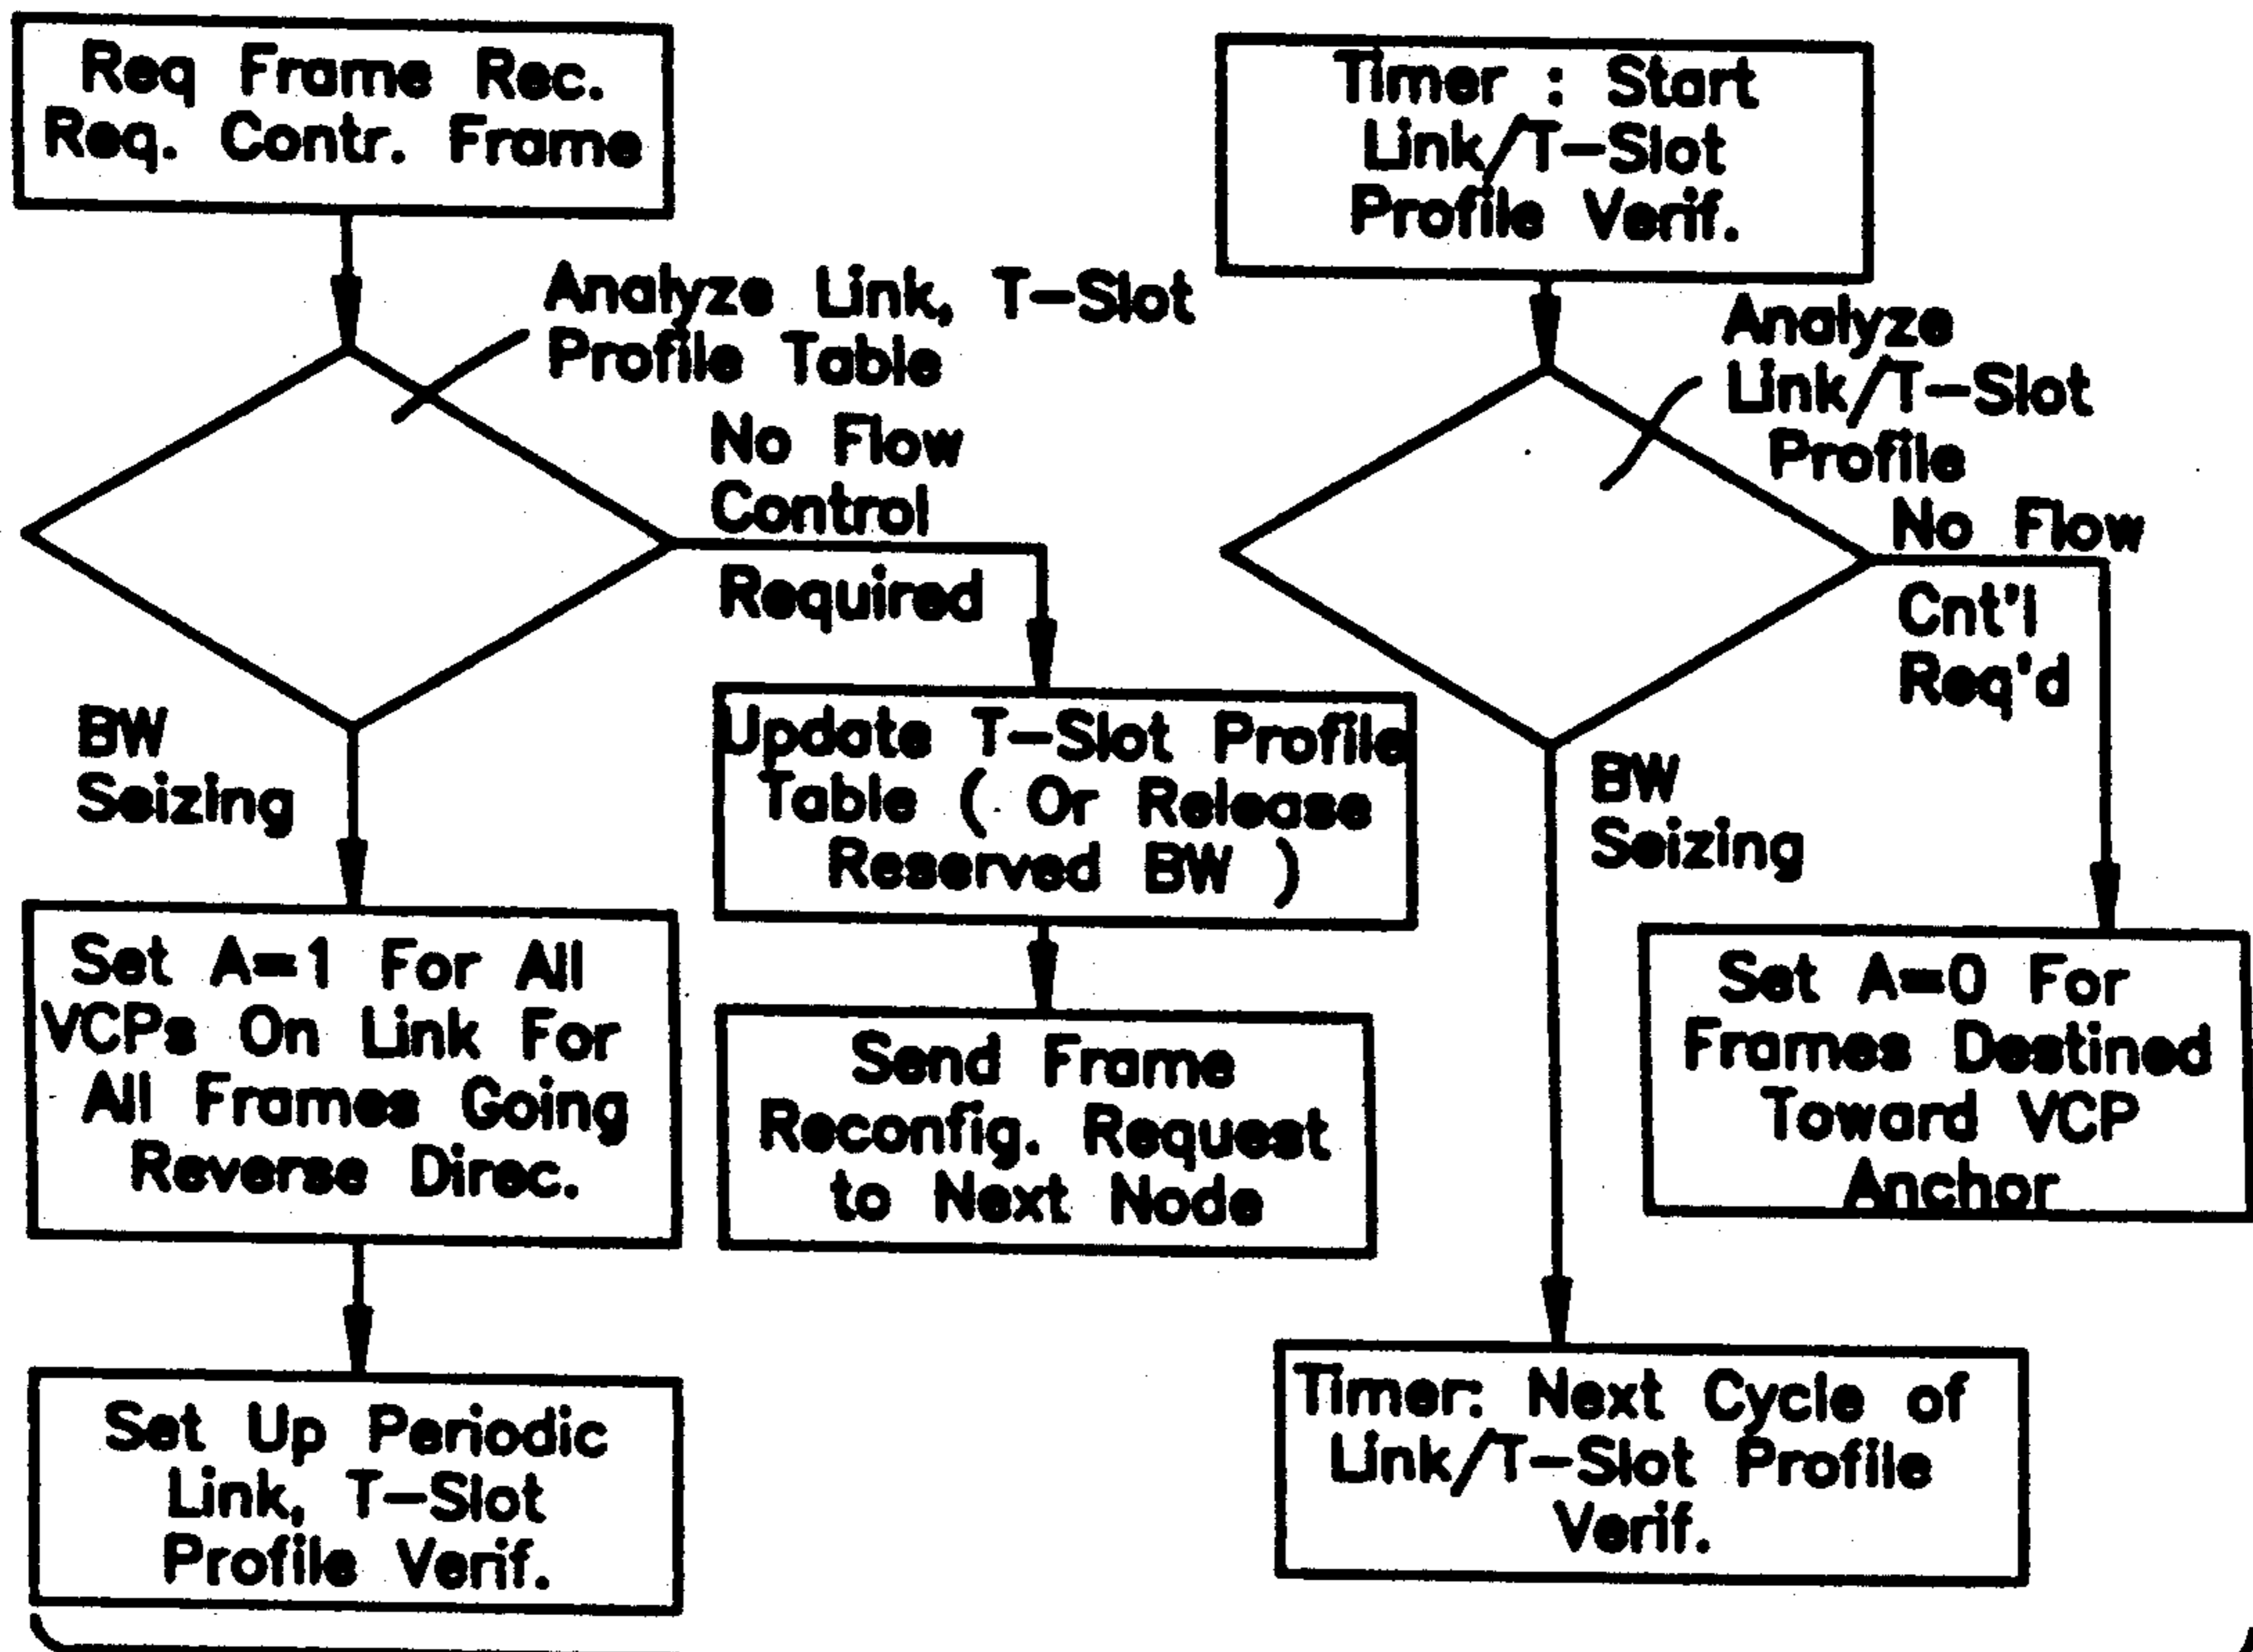 Req Frame Rec.
Req. Contr. Frame
Analyze Link, T-Slot
Profile Table
No Flow
Control
Required
BW
Seizing
Update T-Slot Profile
Table ( Or Release
Reserved BW )
Set A=1 For All
VCPs On Link For
All Frames Going
Reverse Direc.
Send Frame
Reconfig. Request
to Next Node
Set Up Periodic
Link, T-Slot
Profile Verif.
Timer : Start
Link/T-Slot
Profile Verif.
Analyze
Link/T-Slot
Profile
No Flow
Cnt'l
Req'd
BW
Seizing
Set A=0 For
Frames Destined
Toward VCP
Anchor
Timer: Next Cycle of
Link/T-Slot Profile
Verif.